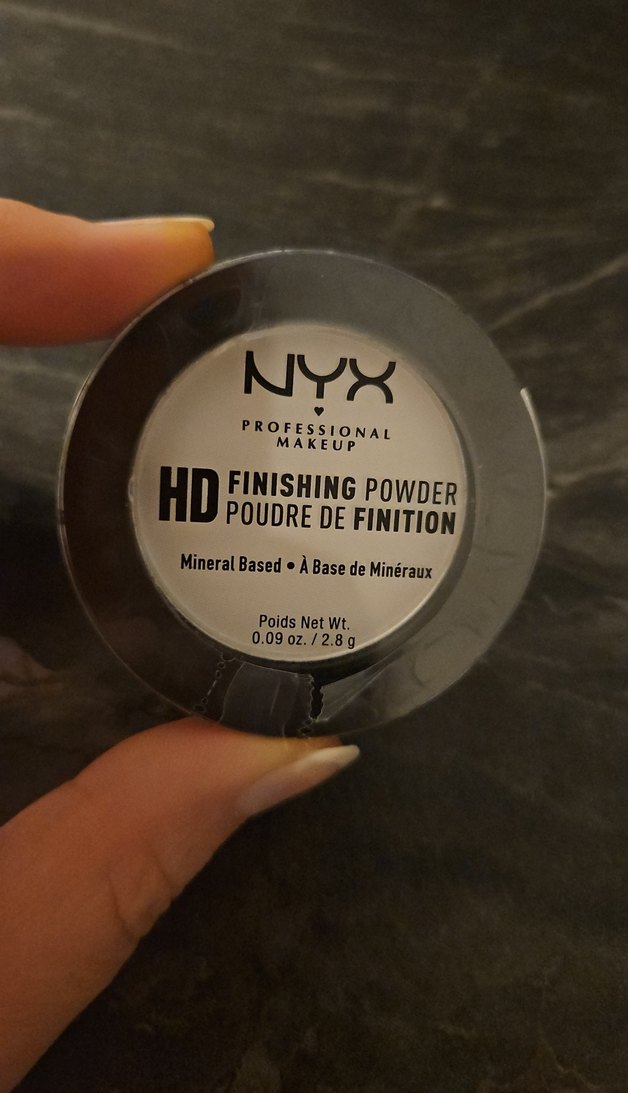 NYX
PROFESSIONAL
MAKEUP
HD FINISHING POWDER
POUDRE DE FINITION
Mineral Based • À Base de Minéraux
Poids Net Wt.
0.09 oz. / 2.8 g